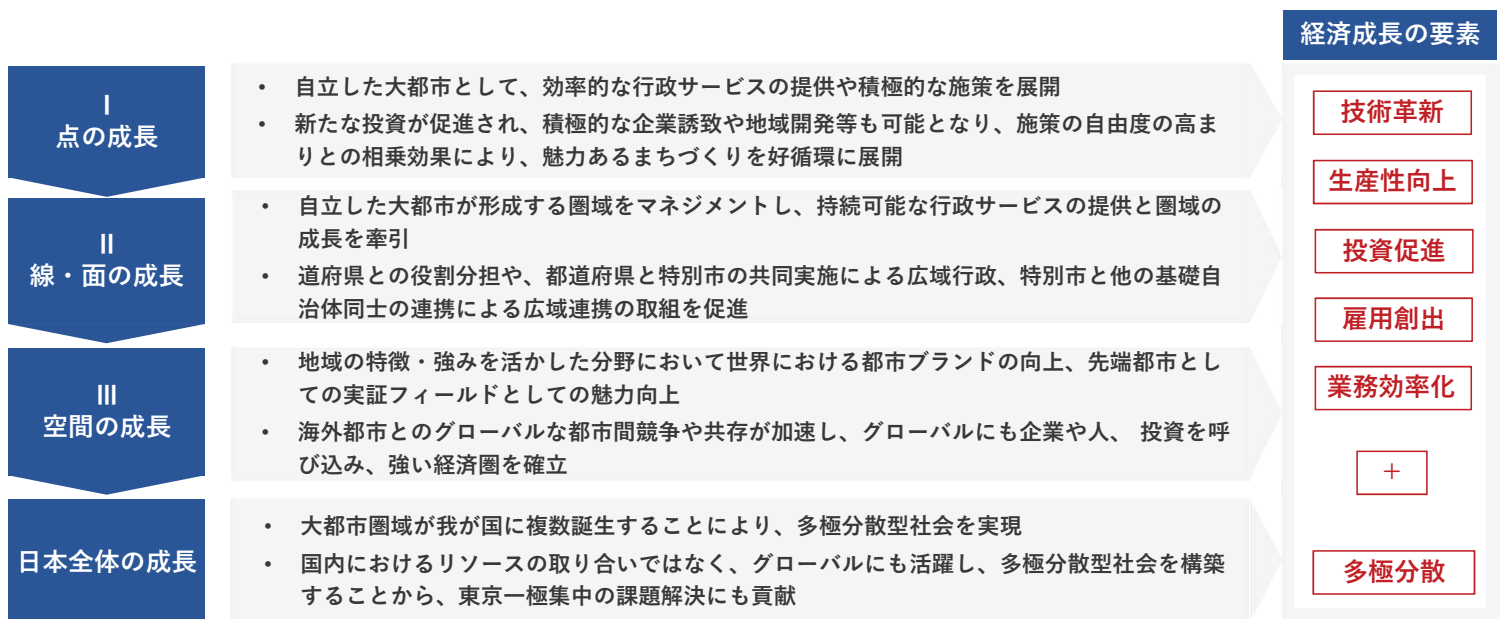 経済成長の要素
Ⅰ
点の成長
• 自立した大都市として、効率的な行政サービスの提供や積極的な施策を展開
• 新たな投資が促進され、積極的な企業誘致や地域開発等も可能となり、施策の自由度の高ま
りとの相乗効果により、魅力あるまちづくりを好循環に展開
Ⅱ
線・面の成長
• 自立した大都市が形成する圏域をマネジメントし、持続可能な行政サービスの提供と圏域の
成長を牽引
• 道府県との役割分担や、都道府県と特別市の共同実施による広域行政、特別市と他の基礎自
治体同士の連携による広域連携の取組を促進
Ⅲ
空間の成長
• 地域の特徴・強みを活かした分野において世界における都市ブランドの向上、先端都市とし
ての実証フィールドとしての魅力向上
• 海外都市とのグローバルな都市間競争や共存が加速し、グローバルにも企業や人、 投資を呼
び込み、強い経済圏を確立
日本全体の成長
• 大都市圏域が我が国に複数誕生することにより、多極分散型社会を実現
• 国内におけるリソースの取り合いではなく、グローバルにも活躍し、多極分散型社会を構築
することから、東京一極集中の課題解決にも貢献
技術革新
生産性向上
投資促進
雇用創出
業務効率化
＋
多極分散